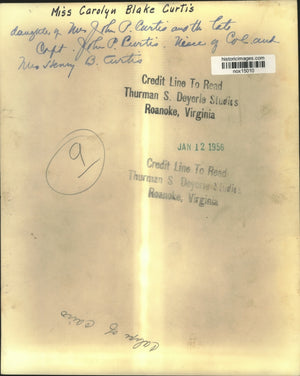 Miss Carolyn Blake Curtis
daughter of Mrs John P. Curtis and the late
Capt. John P. Curtis. Niece of Col. and
Mrs Henry B. Curtis
historicimages.com
nox15010
Credit Line To Read
Thurman S. Deyerle Studios
Roanoke, Virginia
9
JAN 12 1956
Credit Line To Read
Thurman S. Deyerle Studios
Roanoke, Virginia